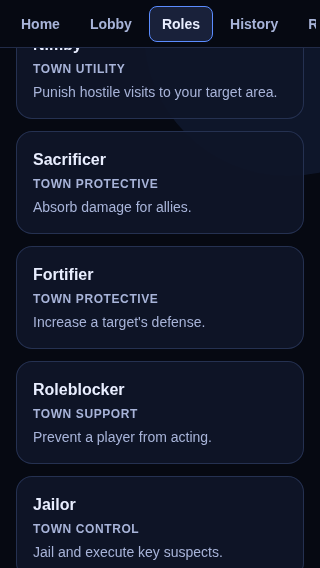 Home Lobby Roles History R
TOWN UTILITY
Punish hostile visits to your target area.
Sacrificer
TOWN PROTECTIVE
Absorb damage for allies.
Fortifier
TOWN PROTECTIVE
Increase a target's defense.
Roleblocker
TOWN SUPPORT
Prevent a player from acting.
Jailor
TOWN CONTROL
Jail and execute key suspects.